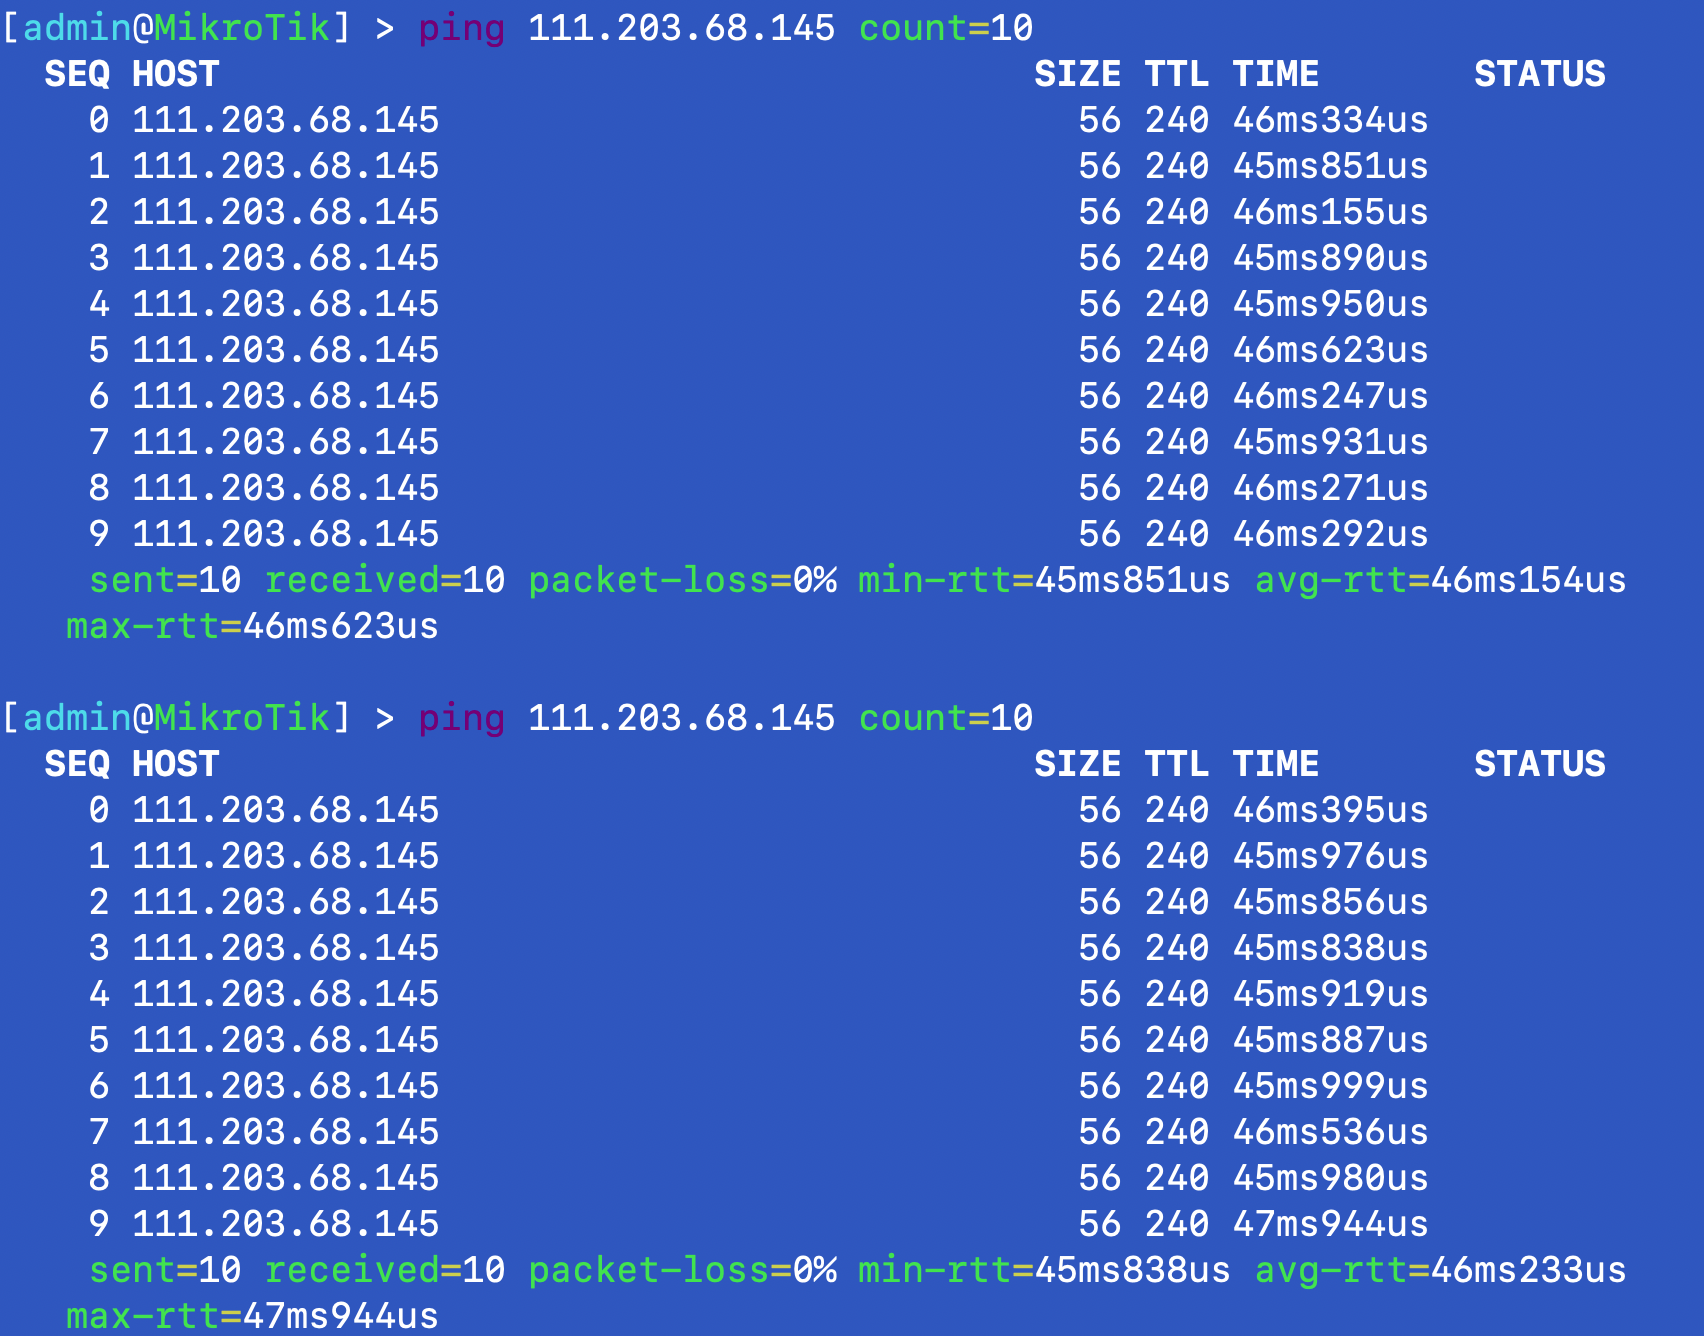 [admin@MikroTik] > ping 111.203.68.145 count=10
SEQ HOST SIZE TTL TIME STATUS
0 111.203.68.145 56 240 46ms334us
1 111.203.68.145 56 240 45ms851us
2 111.203.68.145 56 240 46ms155us
3 111.203.68.145 56 240 45ms890us
4 111.203.68.145 56 240 45ms950us
5 111.203.68.145 56 240 46ms623us
6 111.203.68.145 56 240 46ms247us
7 111.203.68.145 56 240 45ms931us
8 111.203.68.145 56 240 46ms271us
9 111.203.68.145 56 240 46ms292us
sent=10 received=10 packet-loss=0% min-rtt=45ms851us avg-rtt=46ms154us
max-rtt=46ms623us
[admin@MikroTik] > ping 111.203.68.145 count=10
SEQ HOST SIZE TTL TIME STATUS
0 111.203.68.145 56 240 46ms395us
1 111.203.68.145 56 240 45ms976us
2 111.203.68.145 56 240 45ms856us
3 111.203.68.145 56 240 45ms838us
4 111.203.68.145 56 240 45ms919us
5 111.203.68.145 56 240 45ms887us
6 111.203.68.145 56 240 45ms999us
7 111.203.68.145 56 240 46ms536us
8 111.203.68.145 56 240 45ms980us
9 111.203.68.145 56 240 47ms944us
sent=10 received=10 packet-loss=0% min-rtt=45ms838us avg-rtt=46ms233us
max-rtt=47ms944us